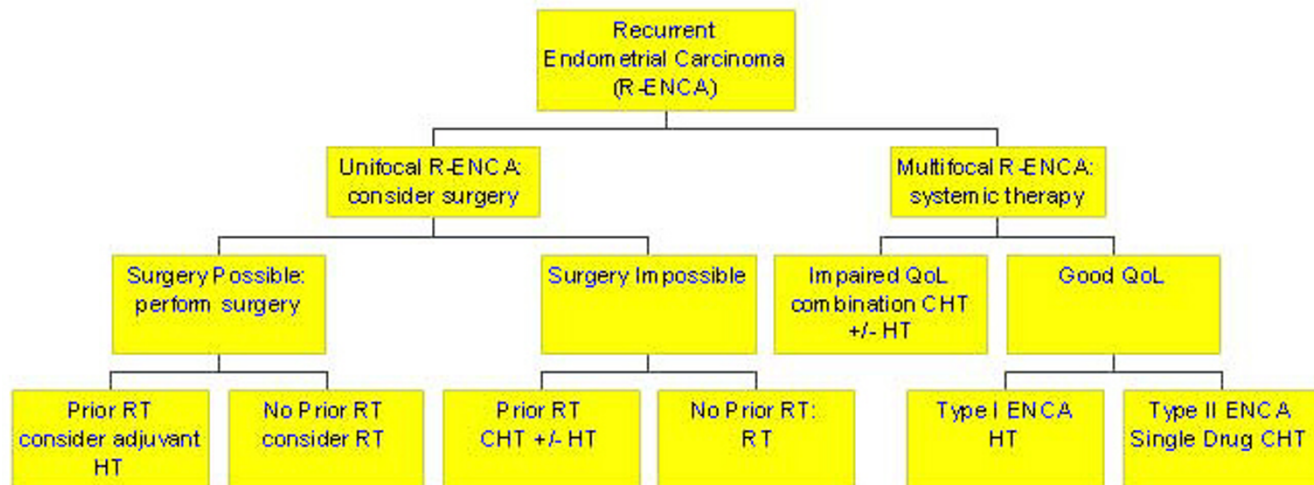 Recurrent
Endometrial Carcinoma
(R-ENCA)
Unifocal R-ENCA:
consider surgery
Multifocal R-ENCA:
systemic therapy
Surgery Possible:
perform surgery
Surgery Impossible
Impaired QoL
combination CHT
+/- HT
Good QoL
Prior RT
consider adjuvant
HT
No Prior RT
consider RT
Prior RT
CHT +/- HT
No Prior RT:
RT
Type I ENCA
HT
Type II ENCA
Single Drug CHT